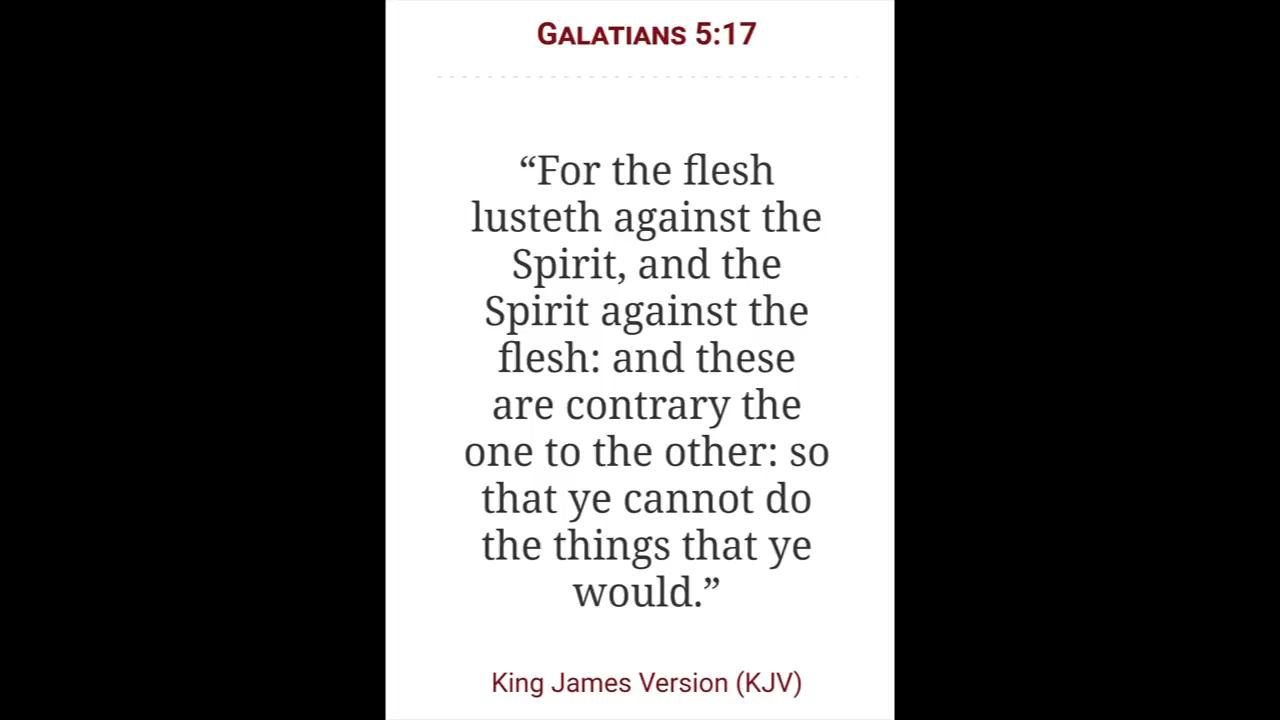 Galatians 5:17
“For the flesh
lusteth against the
Spirit, and the
Spirit against the
flesh: and these
are contrary the
one to the other: so
that ye cannot do
the things that ye
would.”
King James Version (KJV)